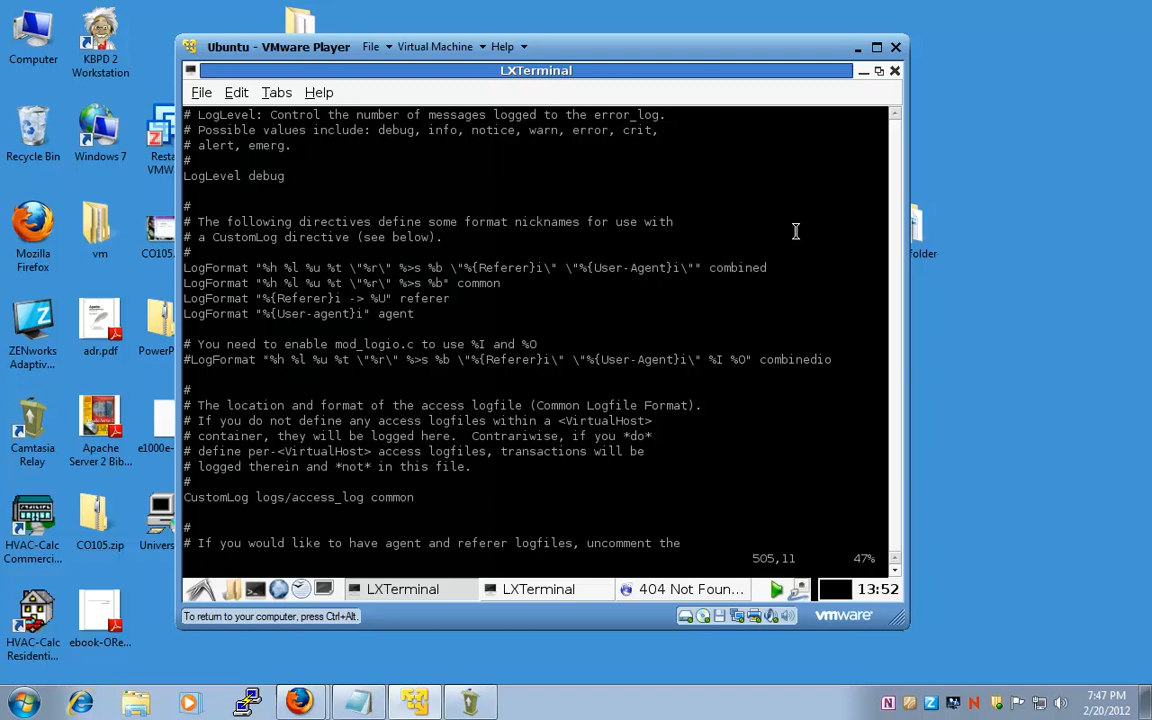 Computer
KBPD 2
Workstation
Recycle Bin
Windows 7
Resta
VMW
Mozilla
Firefox
vm
CO105
ZENworks
Adaptiv...
adr.pdf
PowerP
Camtasia
Relay
Apache
Server 2 Bib...
e1000e-
HVAC-Calc
Commerci...
CO105.zip
Univers
HVAC-Calc
Residenti...
ebook-ORe...
folder
Ubuntu - VMware Player File Virtual Machine Help
LXTerminal
File Edit Tabs Help
# LogLevel: Control the number of messages logged to the error_log.
# Possible values include: debug, info, notice, warn, error, crit,
# alert, emerg.
#
LogLevel debug
#
# The following directives define some format nicknames for use with
# a CustomLog directive (see below).
#
LogFormat "%h %l %u %t \"%r\" %>s %b \"%{Referer}i\" \"%{User-Agent}i\"" combined
LogFormat "%h %l %u %t \"%r\" %>s %b" common
LogFormat "%{Referer}i -> %U" referer
LogFormat "%{User-agent}i" agent
# You need to enable mod_logio.c to use %I and %O
#LogFormat "%h %l %u %t \"%r\" %>s %b \"%{Referer}i\" \"%{User-Agent}i\" %I %O" combinedio
#
# The location and format of the access logfile (Common Logfile Format).
# If you do not define any access logfiles within a <VirtualHost>
# container, they will be logged here.  Contrariwise, if you *do*
# define per-<VirtualHost> access logfiles, transactions will be
# logged therein and *not* in this file.
#
CustomLog logs/access_log common
#
# If you would like to have agent and referer logfiles, uncomment the
505,11 47%
LXTerminal LXTerminal 404 Not Foun... 13:52
To return to your computer, press Ctrl+Alt. vmware
7:47 PM
2/20/2012